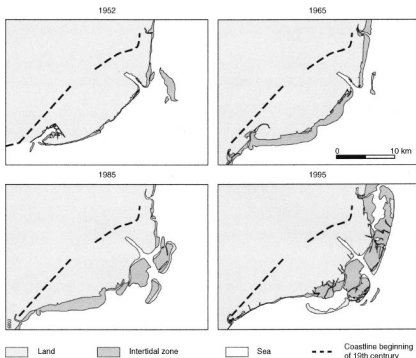 1952
1965
0 10 km
1985
1995
Land
Intertidal zone
Sea
Coastline beginning
of 19th century